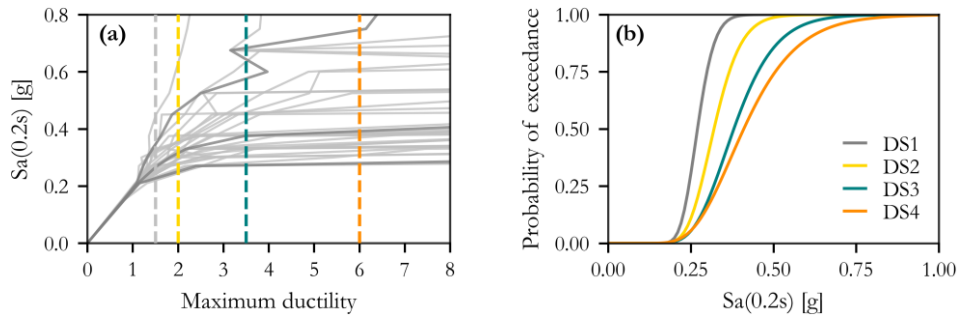 (a)
Sa(0.2s) [g]
0.8
0.6
0.4
0.2
0.0
0 1 2 3 4 5 6 7 8
Maximum ductility
(b)
Probability of exceedance
1.00
0.75
0.50
0.25
0.00
DS1
DS2
DS3
DS4
0.00 0.25 0.50 0.75 1.00
Sa(0.2s) [g]